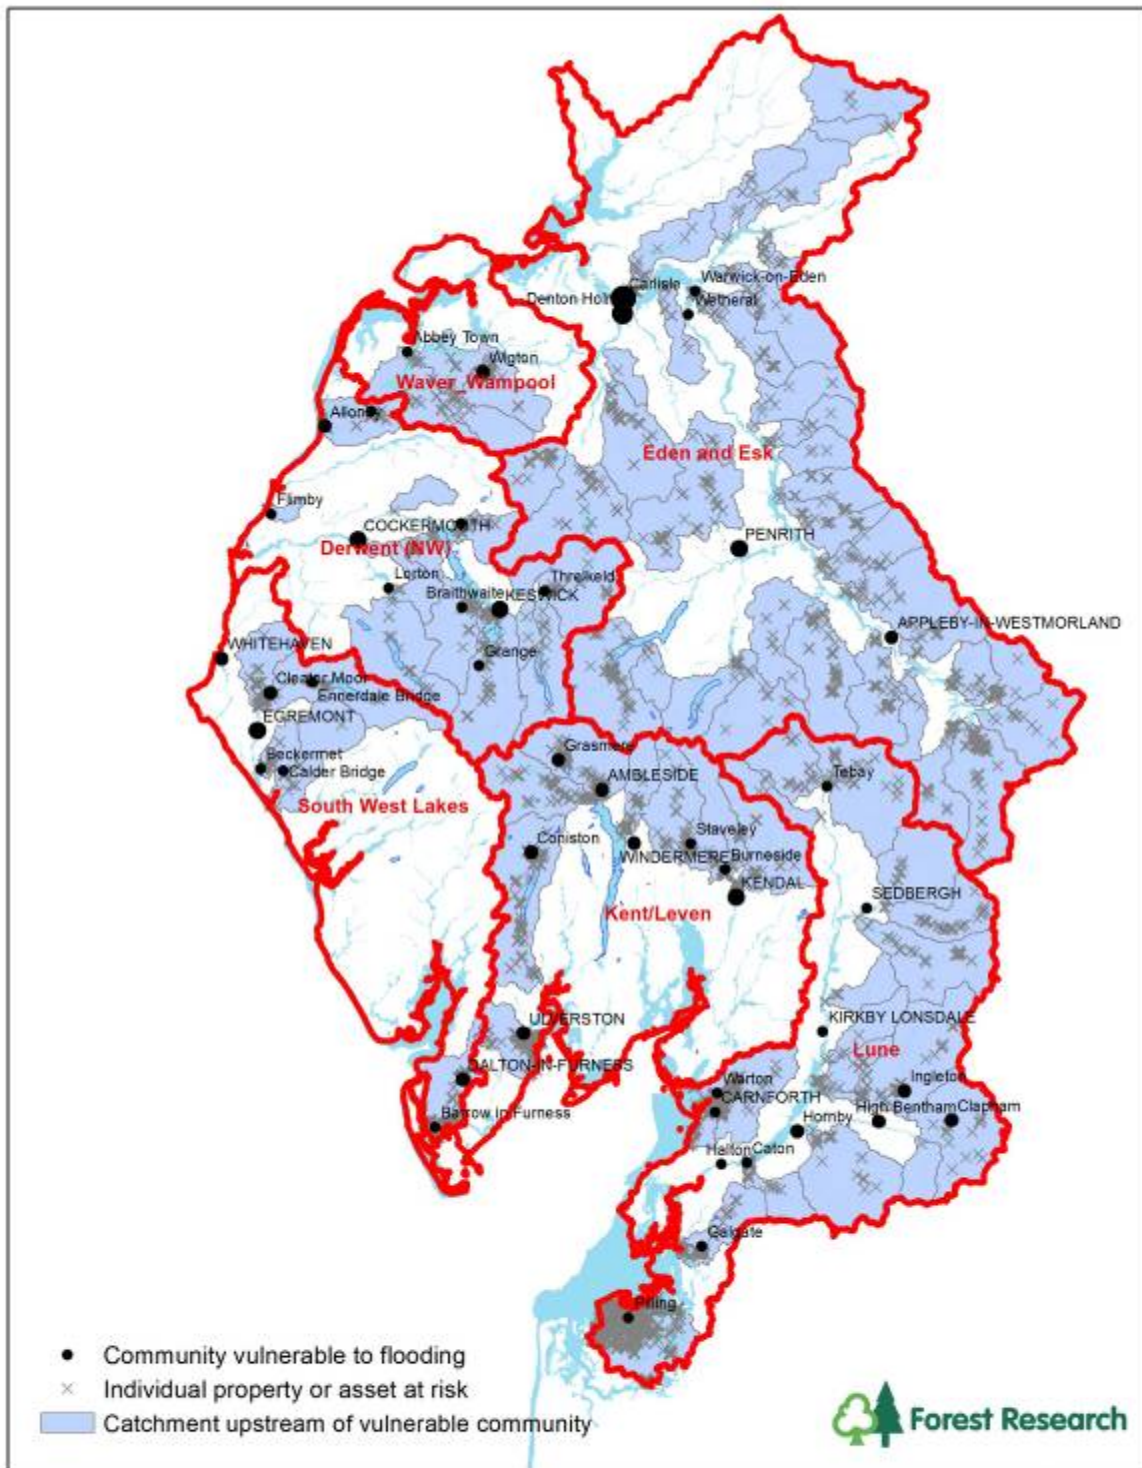 Carlisle
Warwick-on-Eden
Denton Holm
Wetheral
Abbey Town
Wigton
Waver_Wampool
Allonby
Eden and Esk
Flimby
COCKERMOUTH
PENRITH
Derwent (NW)
Lorton
Threlkeld
Braithwaite
KESWICK
APPLEBY-IN-WESTMORLAND
WHITEHAVEN
Grange
Cleator Moor
Ennerdale Bridge
EGREMONT
Grasmere
Beckermet
Calder Bridge
Tebay
AMBLESIDE
South West Lakes
Coniston
Staveley
WINDERMERE
Burneside
KENDAL
SEDBERGH
Kent/Leven
ULVERSTON
KIRKBY LONSDALE
Lune
DALTON-IN-FURNESS
Ingleton
Warton
CARNFORTH
High Bentham
Clapham
Barrow in Furness
Hornby
Halton
Caton
Galgate
Pilling
Community vulnerable to flooding
Individual property or asset at risk
Catchment upstream of vulnerable community
Forest Research